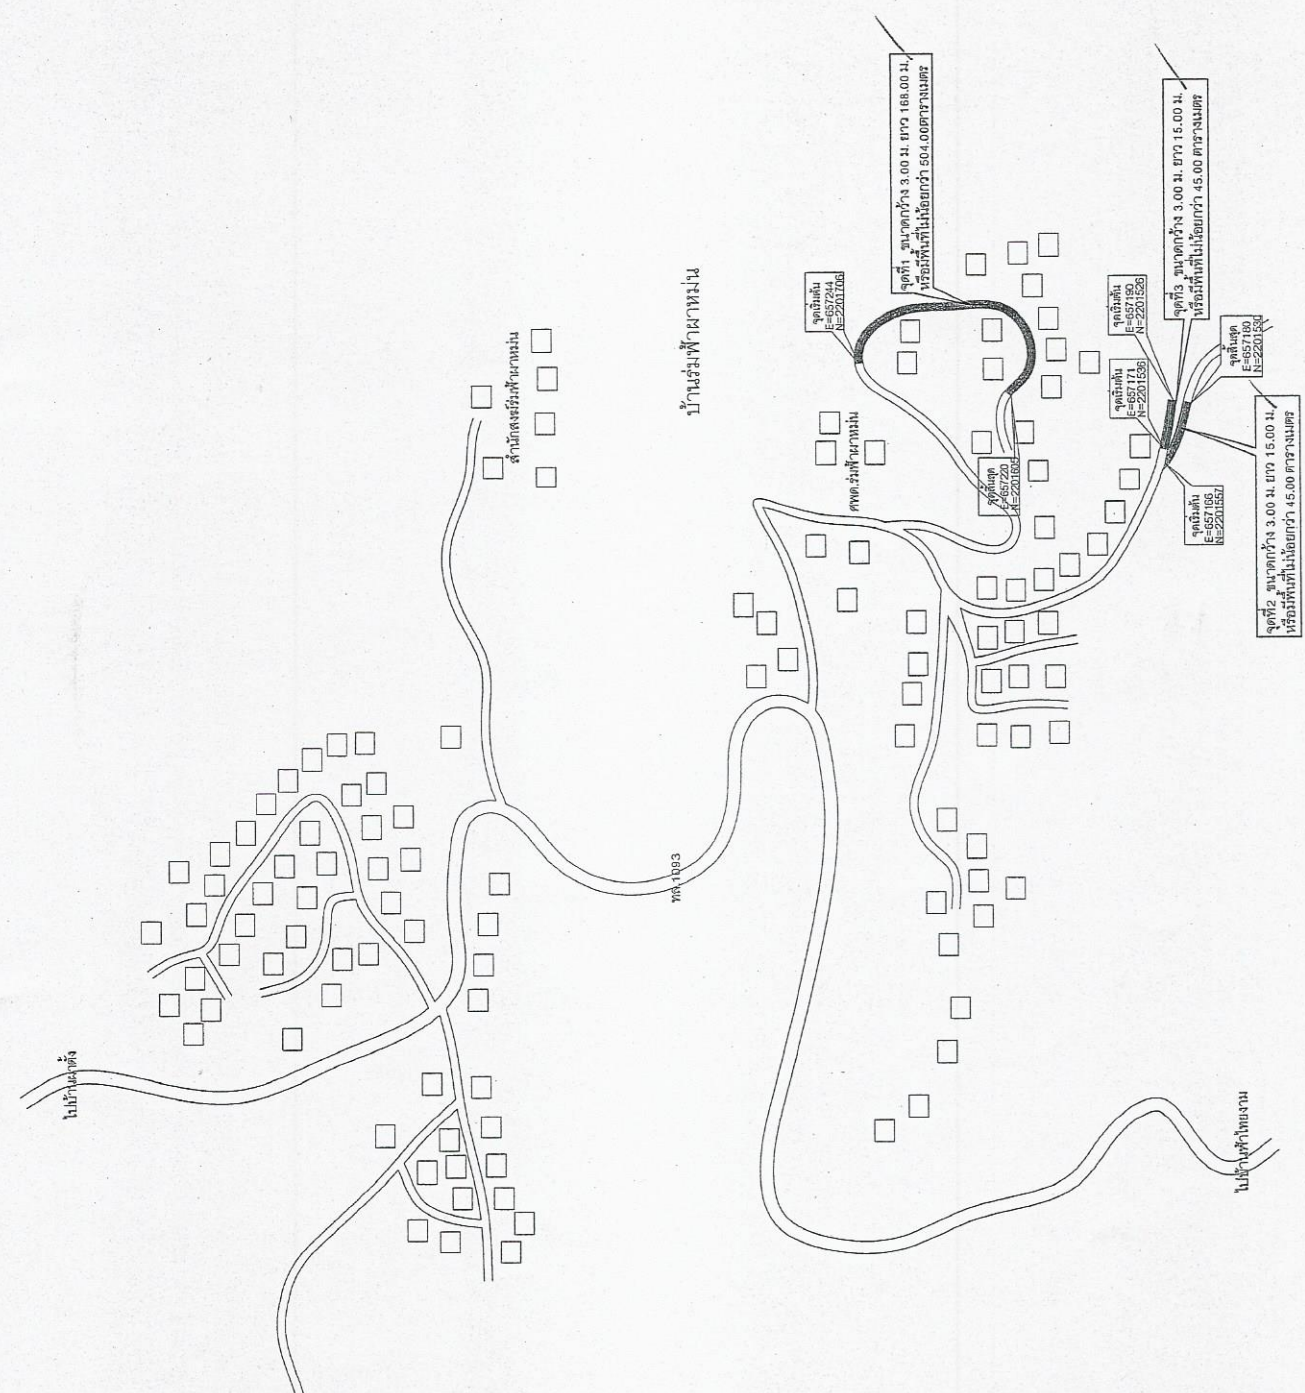 จุดที่1 ขนาดกว้าง 3.00 ม. ยาว 168.00 ม.
หรือมีพื้นที่ไม่น้อยกว่า 504.00ตารางเมตร
จุดที่3 ขนาดกว้าง 3.00 ม. ยาว 15.00 ม.
หรือมีพื้นที่ไม่น้อยกว่า 45.00 ตารางเมตร
จุดเริ่มต้น
E=657244
N=2201706
บ้านร่มฟ้าผาหม่น
สำนักสงฆ์ร่มฟ้าผาหม่น
จุดเริ่มต้น
E=657190
N=2201526
จุดเริ่มต้น
E=657171
N=2201536
จุดสิ้นสุด
E=657180
N=2201530
ศพด.ร่มฟ้าผาหม่น
จุดสิ้นสุด
E=657220
N=2201605
จุดเริ่มต้น
E=657166
N=2201557
จุดที่2 ขนาดกว้าง 3.00 ม. ยาว 15.00 ม.
หรือมีพื้นที่ไม่น้อยกว่า 45.00 ตารางเมตร
ทล.1093
ไปบ้านผาตั้ง
ไปบ้านฟ้าไทยงาม